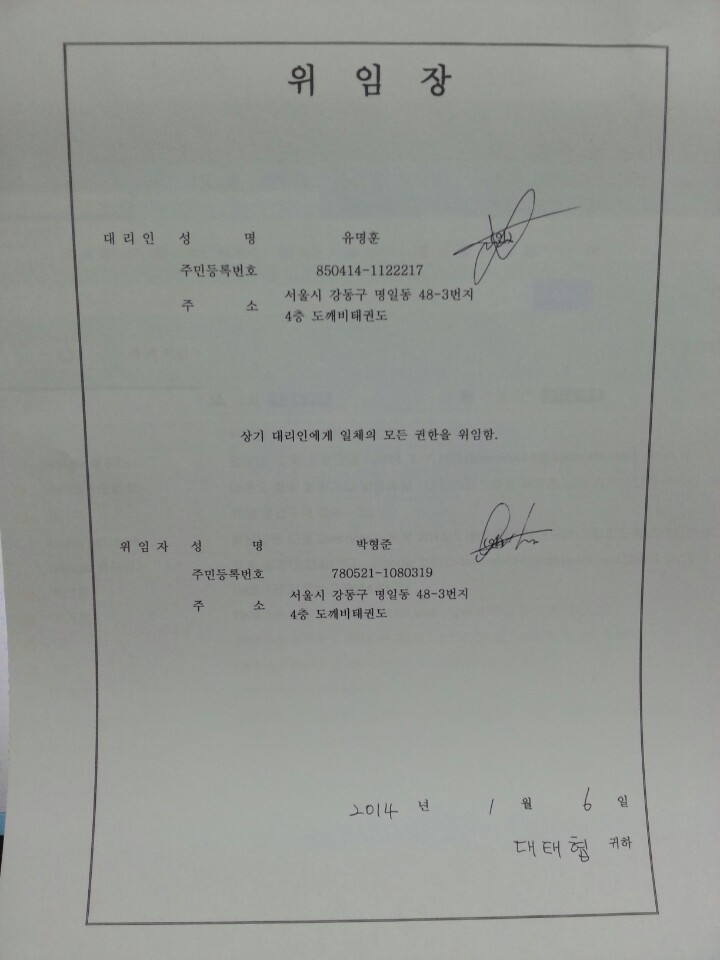 위 임 장
대리인 성 명 유명훈
주민등록번호 850414-1122217
주 소 서울시 강동구 명일동 48-3번지
4층 도깨비태권도
상기 대리인에게 일체의 모든 권한을 위임함.
위임자 성 명 박형준
주민등록번호 780521-1080319
주 소 서울시 강동구 명일동 48-3번지
4층 도깨비태권도
2014 년 1 월 6 일
대태협 귀하